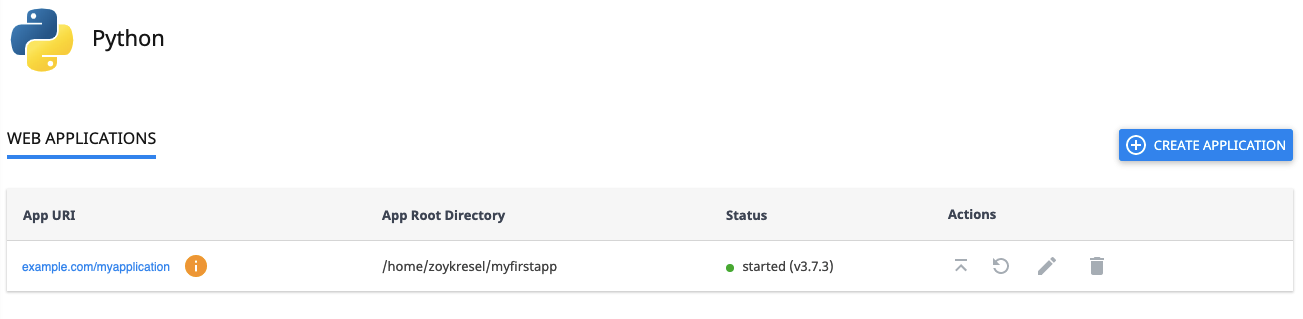 Python
WEB APPLICATIONS
CREATE APPLICATION
App URI App Root Directory Status Actions
example.com/myapplication /home/zoykresel/myfirstapp started (v3.7.3)